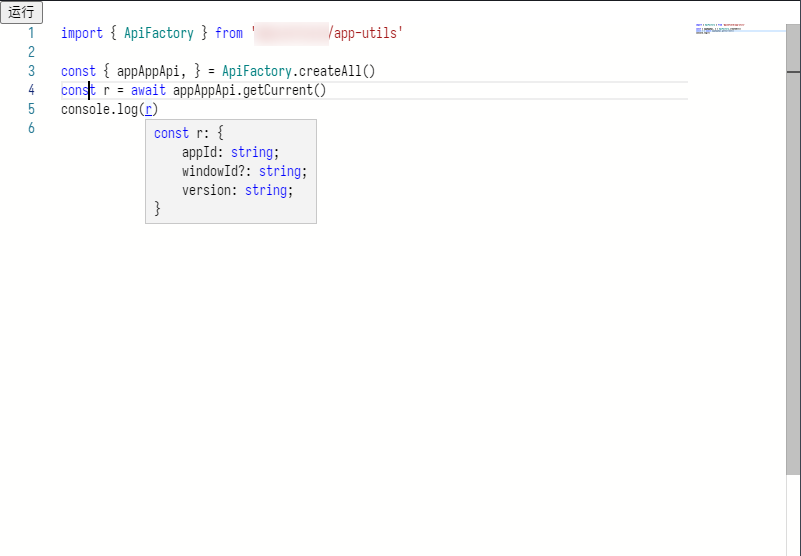 运行
1 import { ApiFactory } from ' /app-utils'
2
3 const { appAppApi, } = ApiFactory.createAll()
4 const r = await appAppApi.getCurrent()
5 console.log(r)
6
const r: {
appId: string;
windowId?: string;
version: string;
}